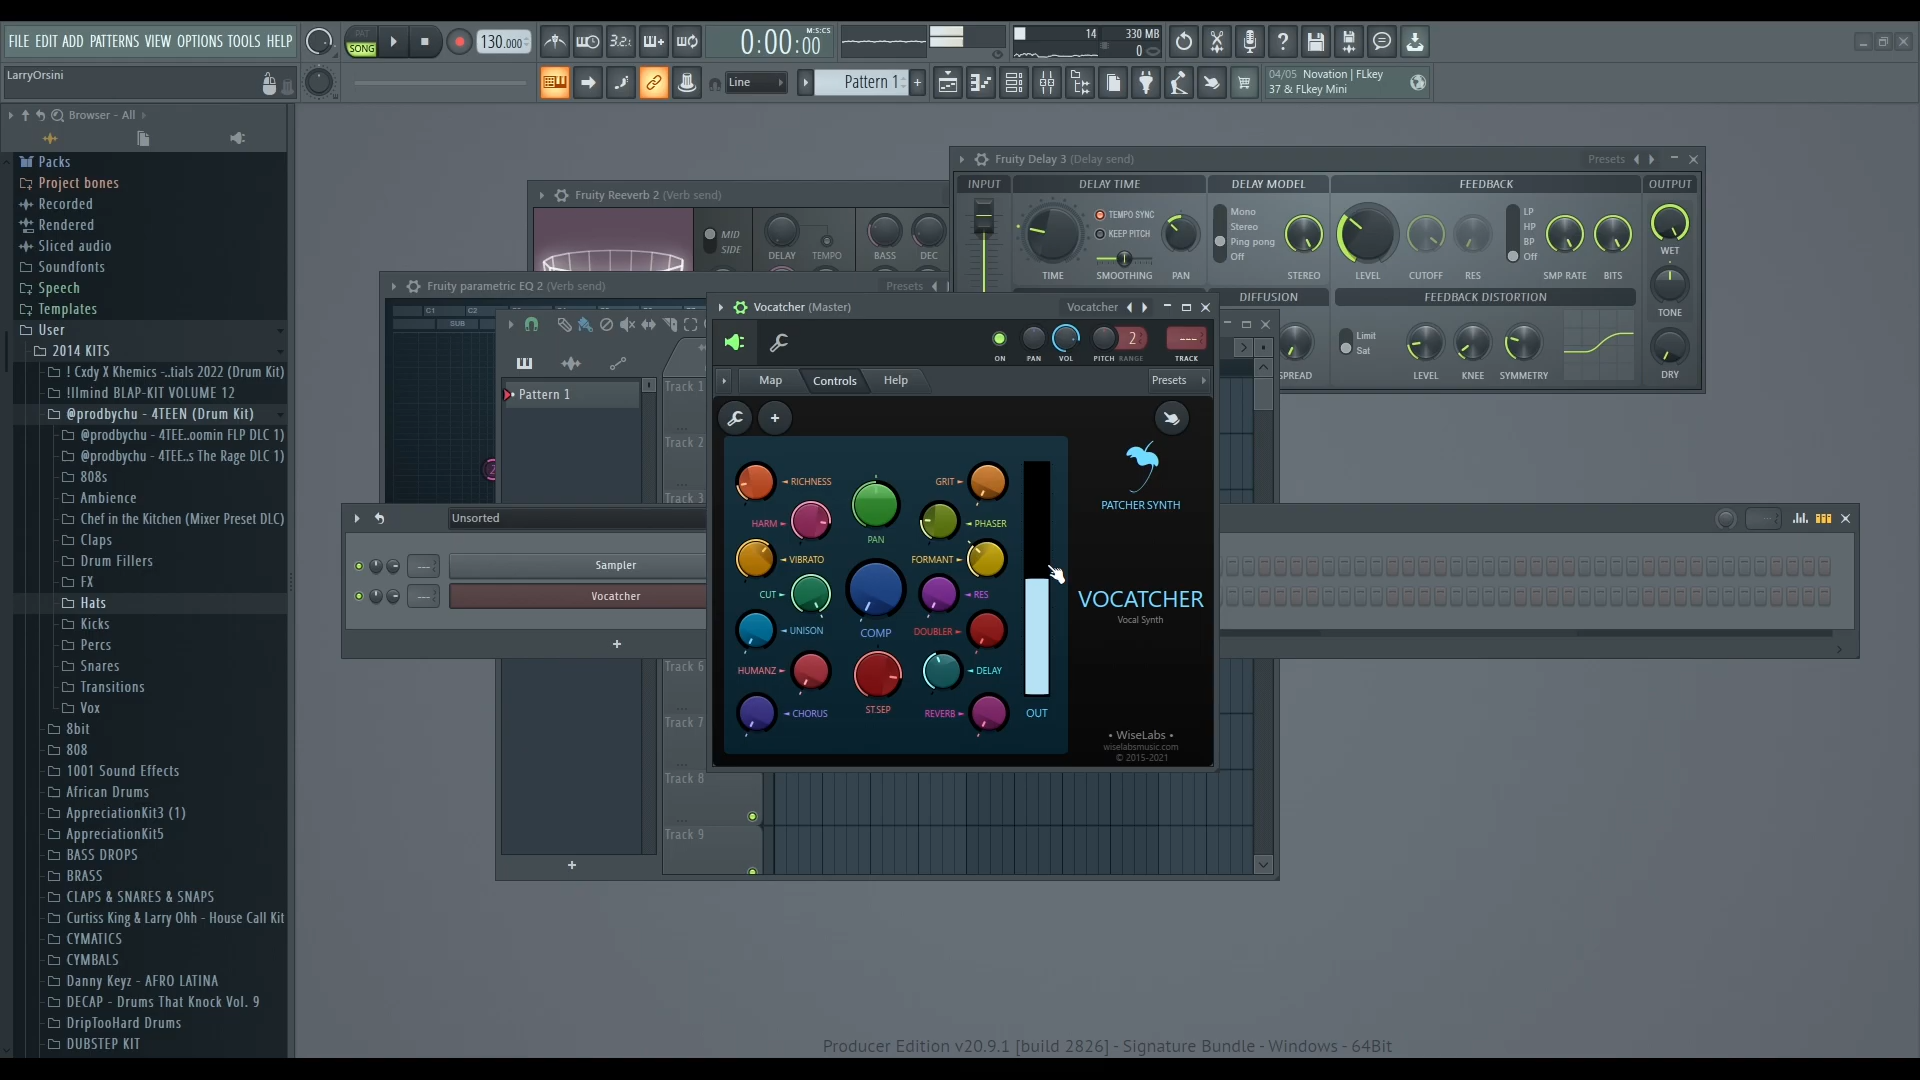 FILE EDIT ADD PATTERNS VIEW OPTIONS TOOLS HELP
PAT
SONG
130.000
3.2.
0:00:00
M:S:CS
14
330 MB
0
LarryOrsini
Line
Pattern 1
04/05 Novation | FLkey
37 & FLkey Mini
Browser - All
Packs
Project bones
Recorded
Rendered
Sliced audio
Soundfonts
Speech
Templates
User
2014 KITS
! Cxdy X Khemics -..tials 2022 (Drum Kit)
!llmind BLAP-KIT VOLUME 12
@prodbychu - 4TEEN (Drum Kit)
@prodbychu - 4TEE..oomin FLP DLC 1)
@prodbychu - 4TEE..s The Rage DLC 1)
808s
Ambience
Chef in the Kitchen (Mixer Preset DLC)
Claps
Drum Fillers
FX
Hats
Kicks
Percs
Snares
Transitions
Vox
8bit
808
1001 Sound Effects
African Drums
AppreciationKit3 (1)
AppreciationKit5
BASS DROPS
BRASS
CLAPS & SNARES & SNAPS
Curtiss King & Larry Ohh - House Call Kit
CYMATICS
CYMBALS
Danny Keyz - AFRO LATINA
DECAP - Drums That Knock Vol. 9
DripTooHard Drums
DUBSTEP KIT
Fruity Reeverb 2 (Verb send)
MID
SIDE
DELAY
TEMPO
BASS
DEC
Fruity Delay 3 (Delay send)
Presets
INPUT
DELAY TIME
DELAY MODEL
FEEDBACK
OUTPUT
TEMPO SYNC
KEEP PITCH
Mono
Stereo
Ping pong
Off
LP
HP
BP
Off
TIME
SMOOTHING
PAN
STEREO
LEVEL
CUTOFF
RES
SMP RATE
BITS
WET
DIFFUSION
FEEDBACK DISTORTION
TONE
Limit
Sat
SPREAD
LEVEL
KNEE
SYMMETRY
DRY
Fruity parametric EQ 2 (Verb send)
Presets
C1
C2
SUB
2
Pattern 1
Track 1
Track 2
Track 3
Track 6
Track 7
Track 8
Track 9
Unsorted
Sampler
Vocatcher
Vocatcher (Master)
Vocatcher
ON
PAN
VOL
PITCH
RANGE
2
TRACK
Map
Controls
Help
Presets
RICHNESS
HARM
VIBRATO
CUT
UNISON
HUMANZ
CHORUS
PAN
COMP
ST.SEP
GRIT
PHASER
FORMANT
RES
DOUBLER
DELAY
REVERB
OUT
PATCHER SYNTH
VOCATCHER
Vocal Synth
• WiseLabs •
wiselabsmusic.com
© 2015-2021
Producer Edition v20.9.1 [build 2826] - Signature Bundle - Windows - 64Bit